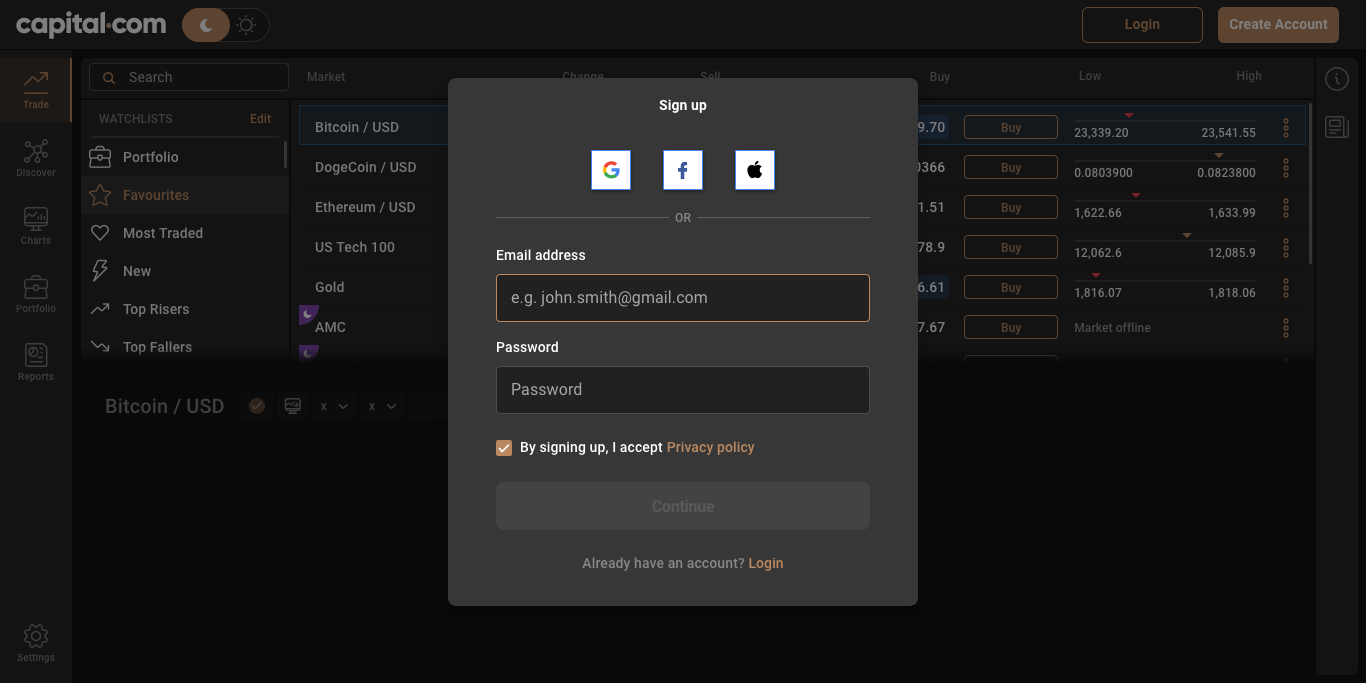 capital.com
Login
Create Account
Search
Market
Change
Sell
Buy
Low
High
Trade
WATCHLISTS
Edit
Sign up
Bitcoin / USD
9.70
Buy
23,339.20
23,541.55
Portfolio
DogeCoin / USD
0366
Buy
0.0803900
0.0823800
Discover
Favourites
Ethereum / USD
1.51
Buy
1,622.66
1,633.99
OR
Charts
Most Traded
US Tech 100
78.9
Buy
12,062.6
12,085.9
Email address
New
Gold
6.61
Buy
1,816.07
1,818.06
e.g. john.smith@gmail.com
Portfolio
Top Risers
AMC
7.67
Buy
Market offline
Password
Top Fallers
Reports
Password
Bitcoin / USD
x
x
By signing up, I accept Privacy policy
Continue
Already have an account? Login
Settings